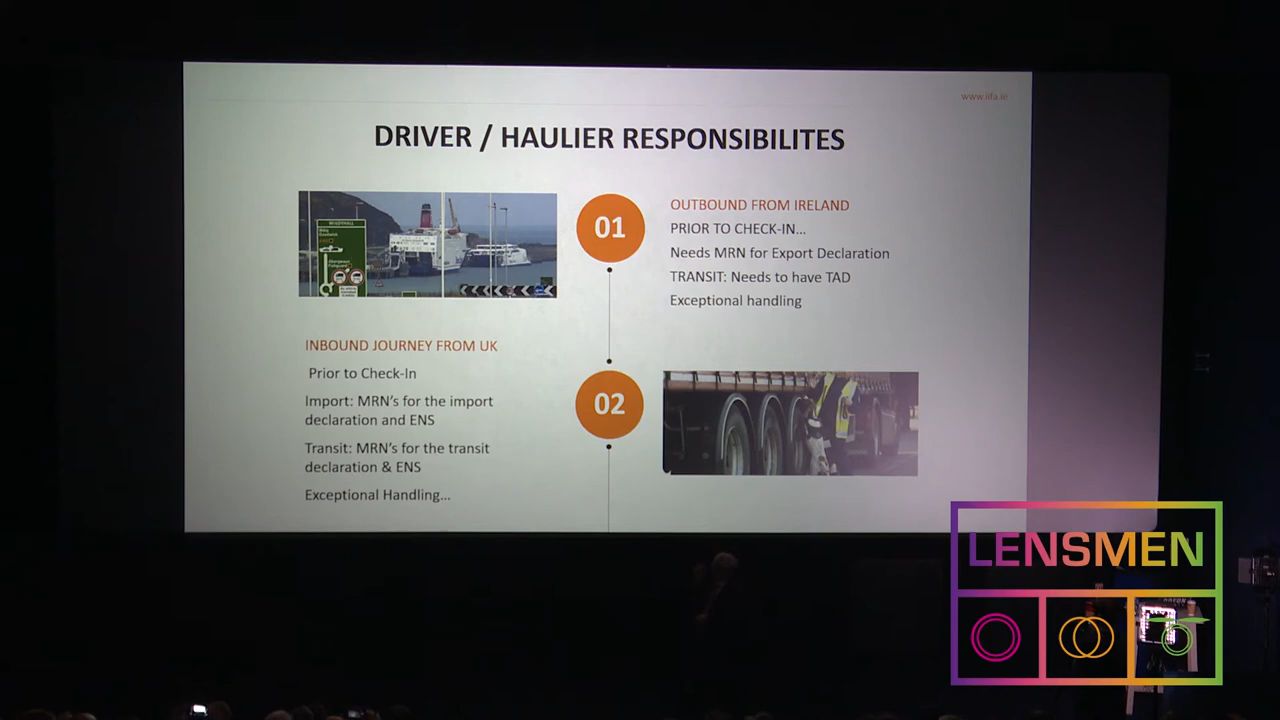 www.iifa.ie
DRIVER / HAULIER RESPONSIBILITES
01
OUTBOUND FROM IRELAND
PRIOR TO CHECK-IN...
Needs MRN for Export Declaration
TRANSIT: Needs to have TAD
Exceptional handling
INBOUND JOURNEY FROM UK
Prior to Check-In
Import: MRN's for the import
declaration and ENS
Transit: MRN's for the transit
declaration & ENS
Exceptional Handling...
02
LENSMEN